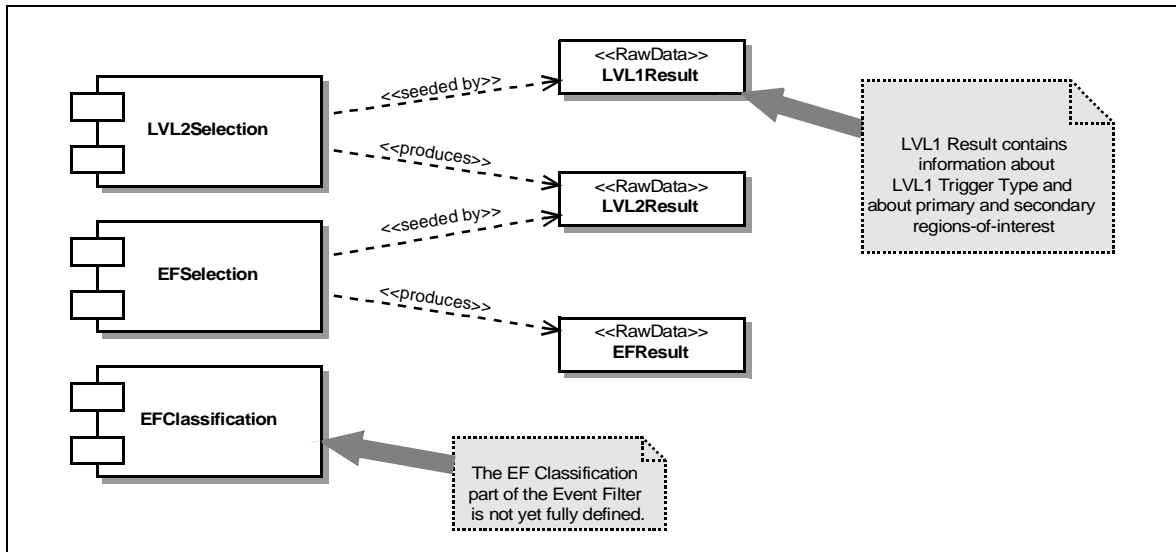 <<RawData>>
LVL1Result
<<seeded by>>
LVL2Selection
LVL1 Result contains
information about
LVL1 Trigger Type and
about primary and secondary
regions-of-interest
<<produces>>
<<RawData>>
LVL2Result
<<seeded by>>
EFSelection
<<produces>>
<<RawData>>
EFResult
EFClassification
The EF Classification
part of the Event Filter
is not yet fully defined.